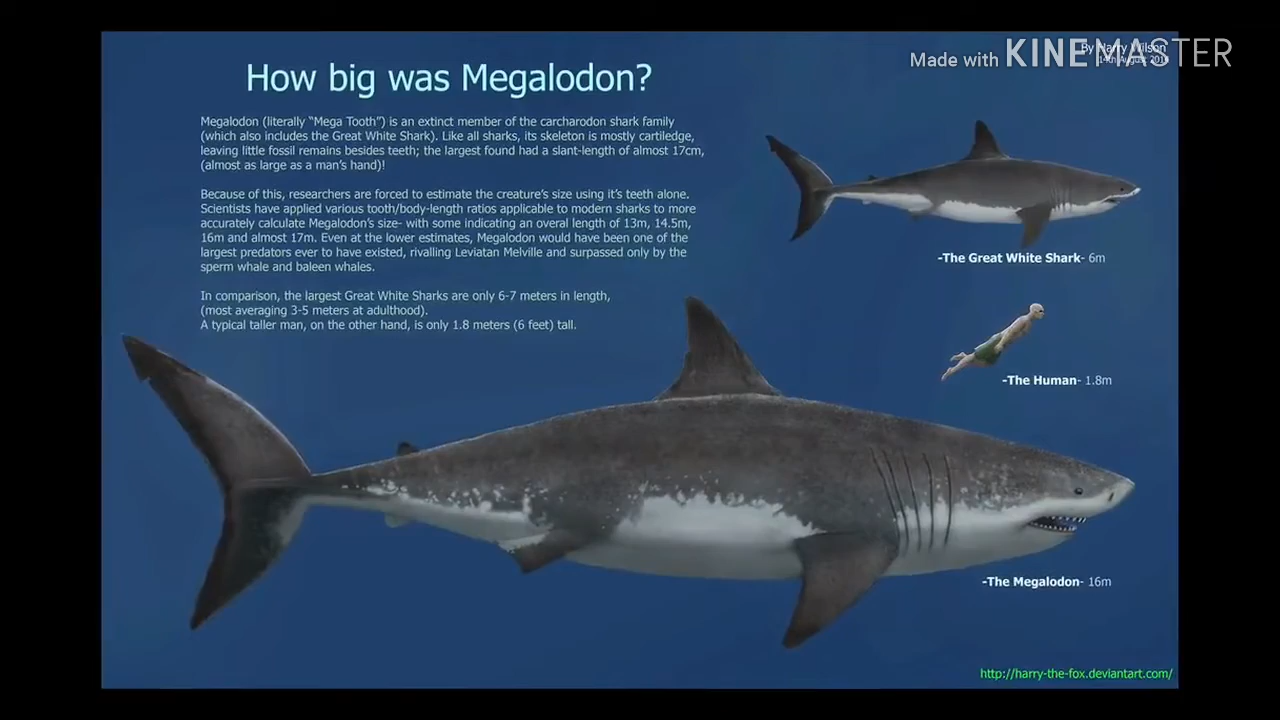 Made with KINEMASTER
By Harry Wilson
14th August
How big was Megalodon?
Megalodon (literally “Mega Tooth”) is an extinct member of the carcharodon shark family
(which also includes the Great White Shark). Like all sharks, its skeleton is mostly cartiledge,
leaving little fossil remains besides teeth; the largest found had a slant-length of almost 17cm,
(almost as large as a man’s hand)!
Because of this, researchers are forced to estimate the creature’s size using it’s teeth alone.
Scientists have applied various tooth/body-length ratios applicable to modern sharks to more
accurately calculate Megalodon’s size- with some indicating an overal length of 13m, 14.5m,
16m and almost 17m. Even at the lower estimates, Megalodon would have been one of the
largest predators ever to have existed, rivalling Leviatan Melville and surpassed only by the
sperm whale and baleen whales.
In comparison, the largest Great White Sharks are only 6-7 meters in length,
(most averaging 3-5 meters at adulthood).
A typical taller man, on the other hand, is only 1.8 meters (6 feet) tall.
-The Great White Shark- 6m
-The Human- 1.8m
-The Megalodon- 16m
http://harry-the-fox.deviantart.com/